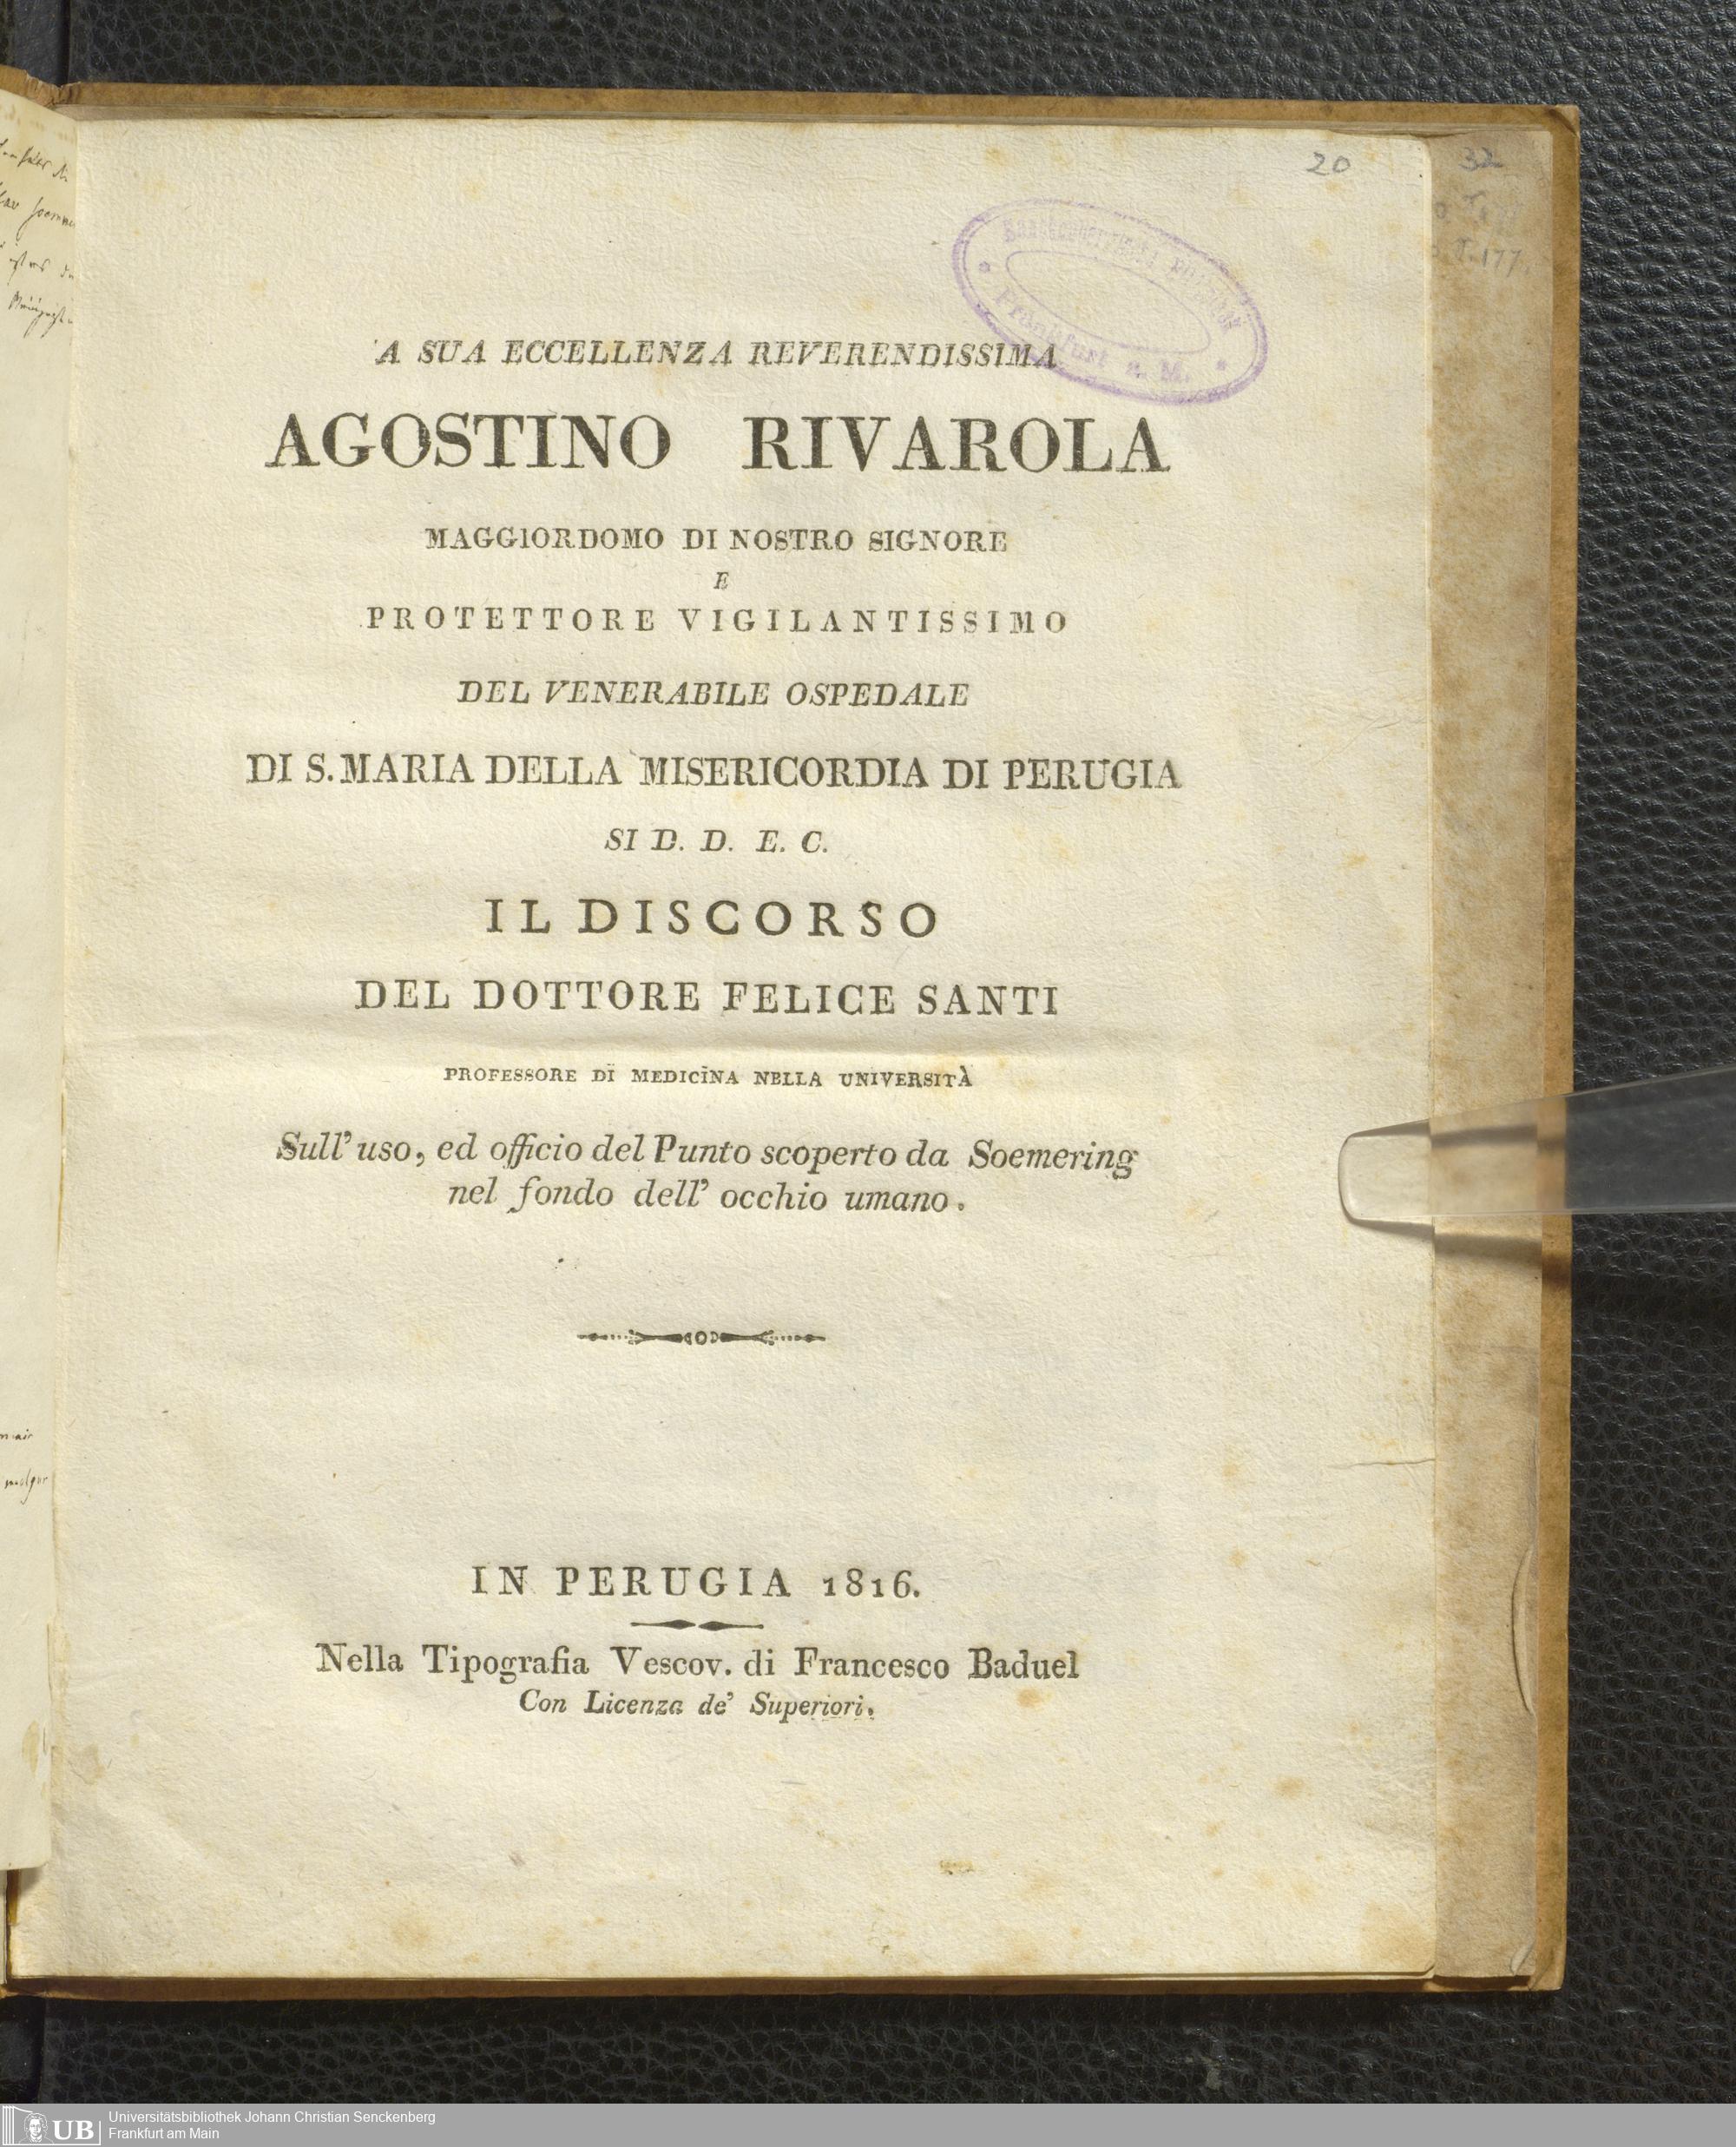 20
32
A SUA ECCELLENZA REVERENDISSIMA
AGOSTINO RIVAROLA
MAGGIORDOMO DI NOSTRO SIGNORE
E
PROTETTORE VIGILANTISSIMO
DEL VENERABILE OSPEDALE
DI S. MARIA DELLA MISERICORDIA DI PERUGIA
SI D. D. E. C.
IL DISCORSO
DEL DOTTORE FELICE SANTI
PROFESSORE DI MEDICINA NELLA UNIVERSITÀ
Sull' uso, ed officio del Punto scoperto da Soemering
nel fondo dell' occhio umano.
IN PERUGIA 1816.
Nella Tipografia Vescov. di Francesco Baduel
Con Licenza de' Superiori.
Frankfurt a. M.
UB
Universitätsbibliothek Johann Christian Senckenberg
Frankfurt am Main